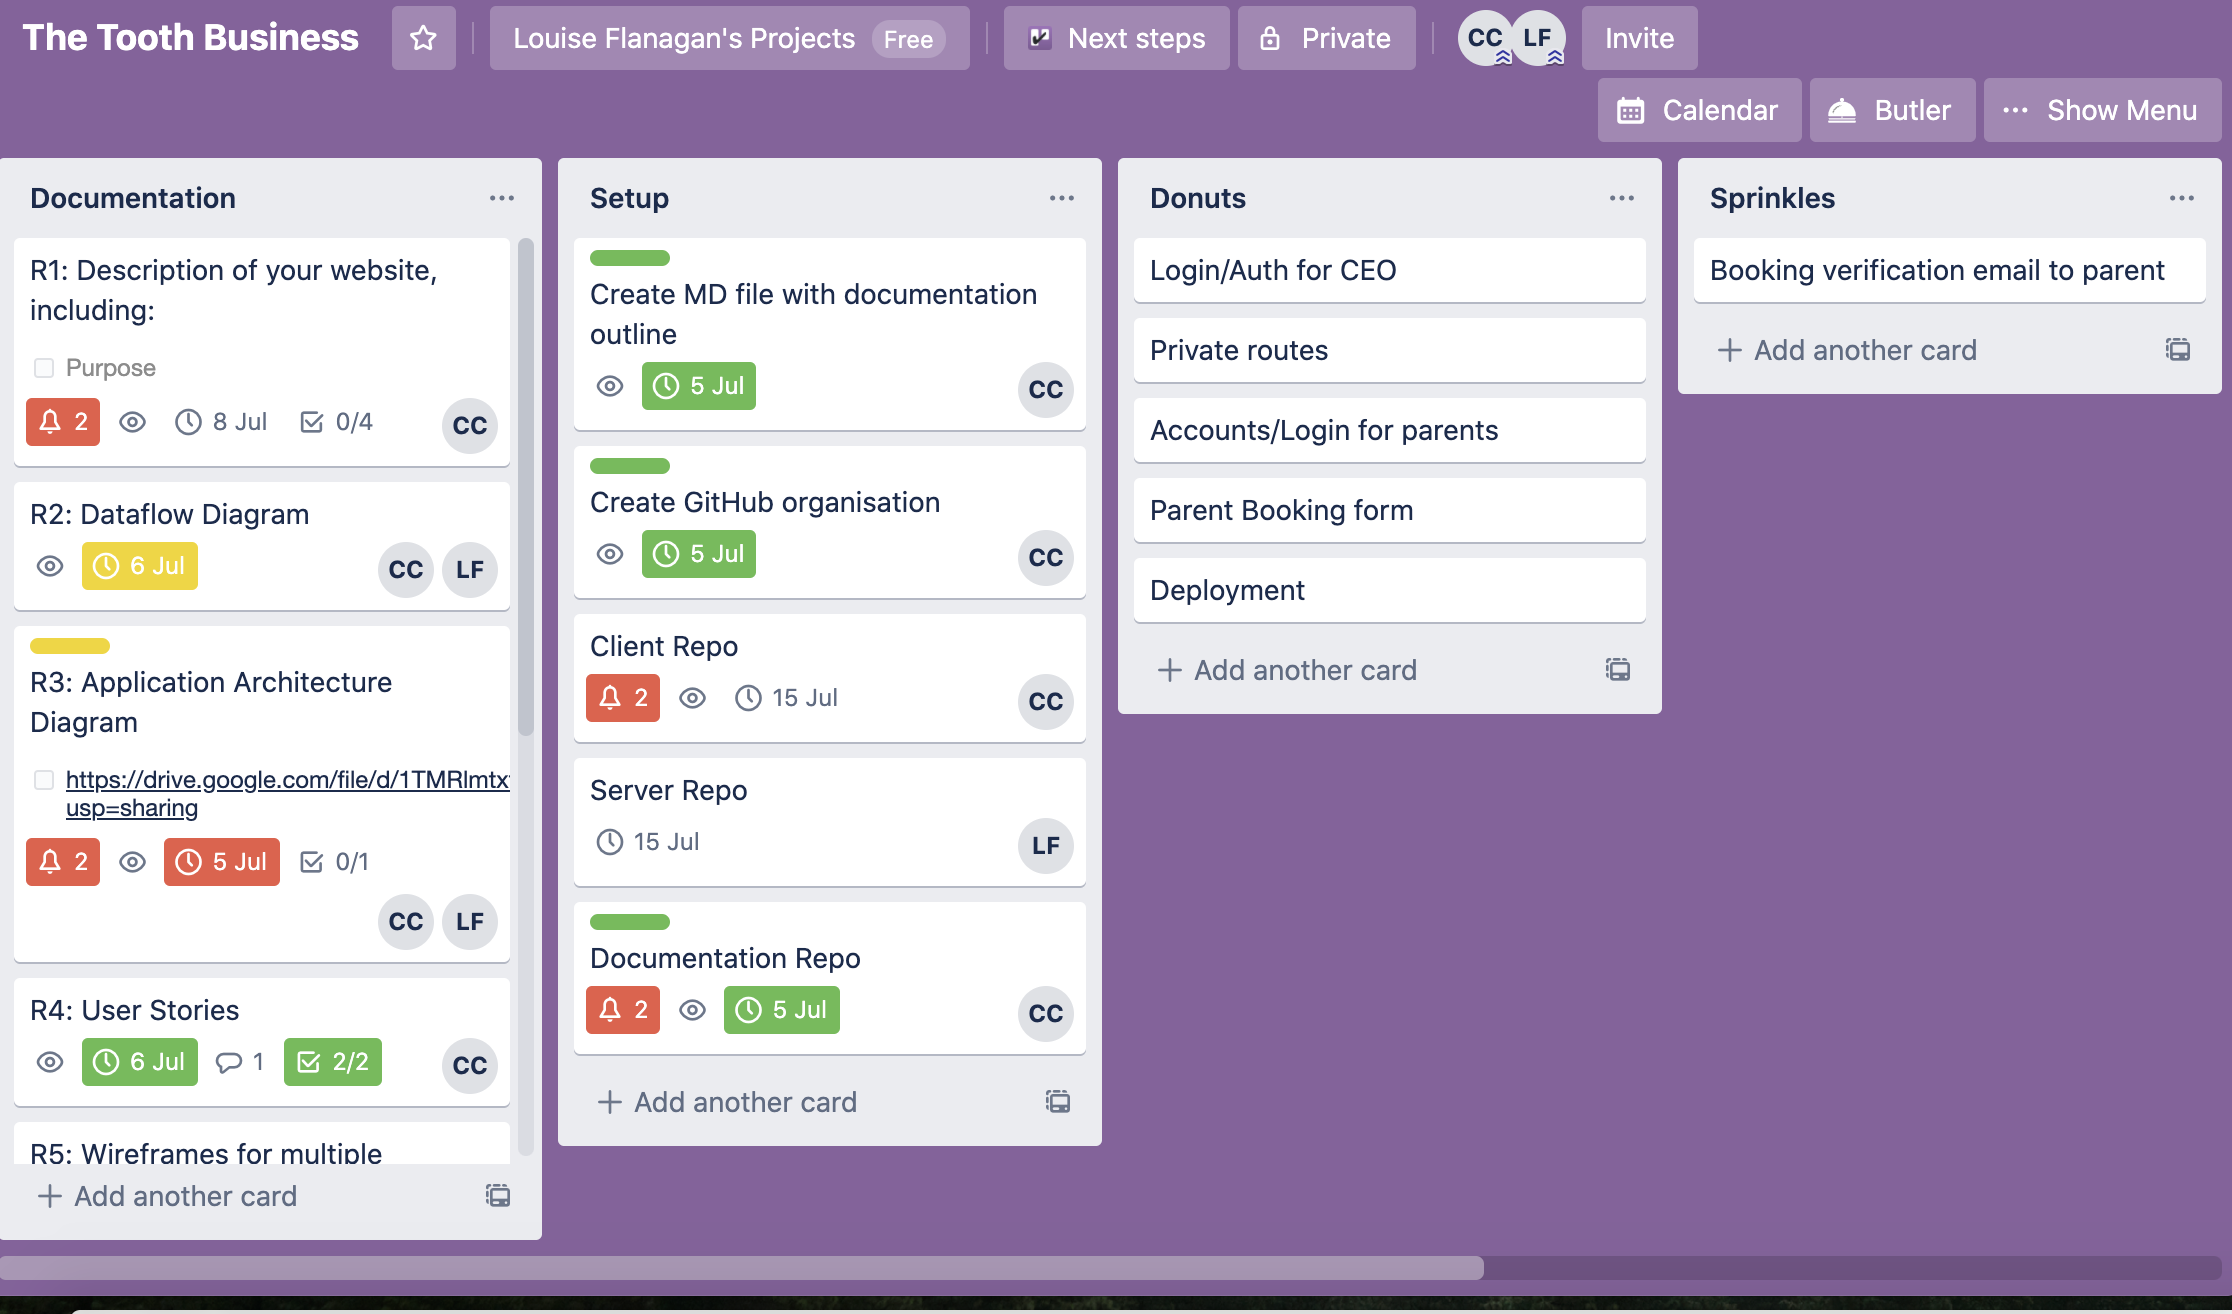 The Tooth Business
Louise Flanagan's Projects Free
Next steps
Private
CC LF
Invite
Calendar
Butler
Show Menu
Documentation
R1: Description of your website,
including:
Purpose
2 8 Jul 0/4 CC
R2: Dataflow Diagram
6 Jul CC LF
R3: Application Architecture
Diagram
usp=sharing
2 5 Jul 0/1
CC LF
R4: User Stories
6 Jul 1 2/2 CC
R5: Wireframes for multiple
+ Add another card
Setup
Create MD file with documentation
outline
5 Jul CC
Create GitHub organisation
5 Jul CC
Client Repo
2 15 Jul CC
Server Repo
15 Jul LF
Documentation Repo
2 5 Jul CC
+ Add another card
Donuts
Login/Auth for CEO
Private routes
Accounts/Login for parents
Parent Booking form
Deployment
+ Add another card
Sprinkles
Booking verification email to parent
+ Add another card